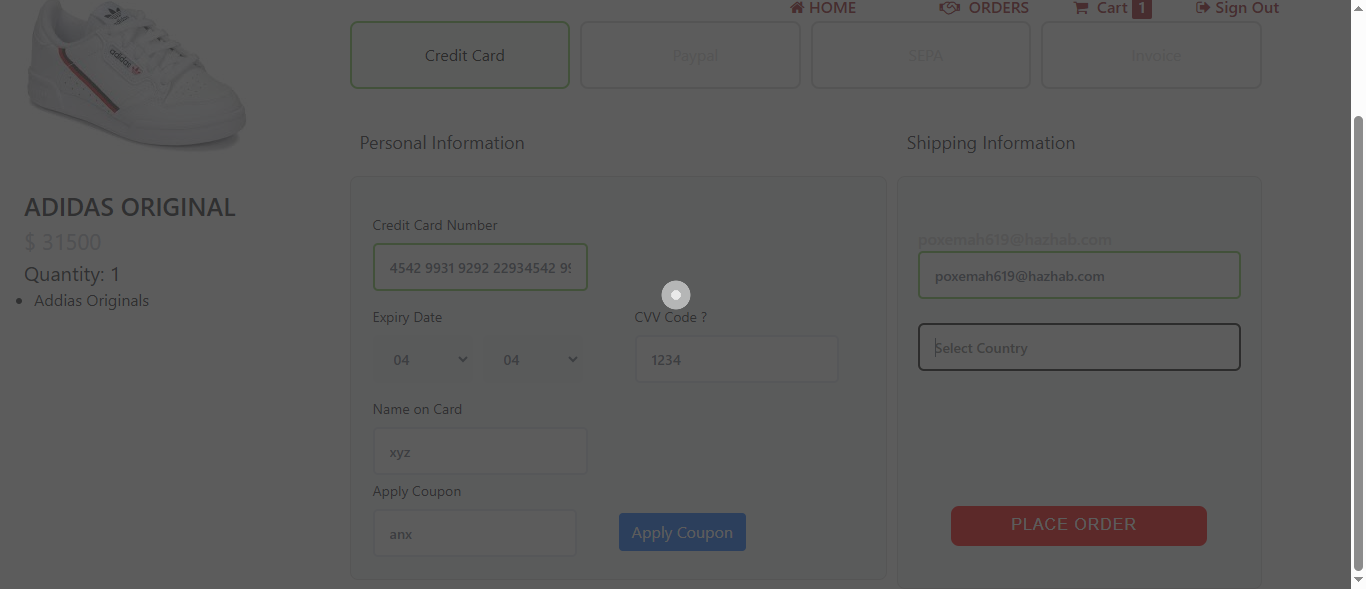 HOME ORDERS Cart 1 Sign Out
adidas
Credit Card Paypal SEPA Invoice
Personal Information
Shipping Information
ADIDAS ORIGINAL
$ 31500
Quantity: 1
Addias Originals
Credit Card Number
4542 9931 9292 22934542 99
Expiry Date
CVV Code ?
04 04
1234
Name on Card
xyz
Apply Coupon
anx
Apply Coupon
poxemah619@hazhab.com
poxemah619@hazhab.com
Select Country
PLACE ORDER